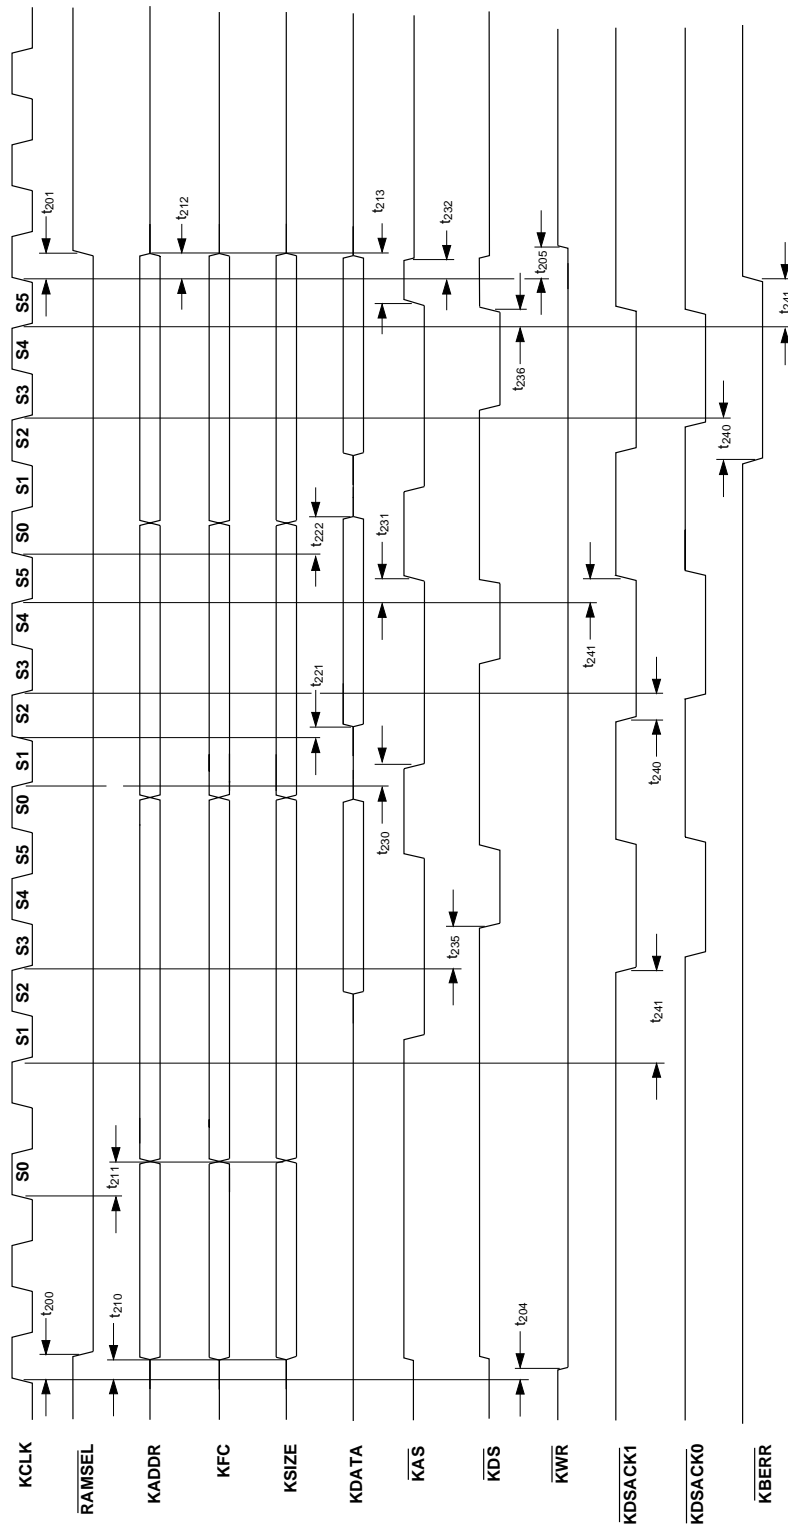 KCLK S0 S1 S2 S3 S4 S5 S0 S1 S2 S3 S4 S5 S0 S1 S2 S3 S4 S5
t200 t201
RAMSEL
t210 t211 t212
KADDR
KFC
KSIZE
t221 t222
KDATA
t230 t231 t213
KAS
t235 t232
KDS
t204 t236 t205
KWR
t241
KDSACK1
t241 t240
KDSACK0
t240
KBERR
t241